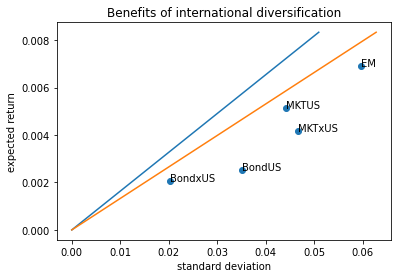 Benefits of international diversification
expected return
0.008
0.006
0.004
0.002
0.000
EM
MKTUS
MKTxUS
BondUS
BondxUS
0.00 0.01 0.02 0.03 0.04 0.05 0.06
standard deviation